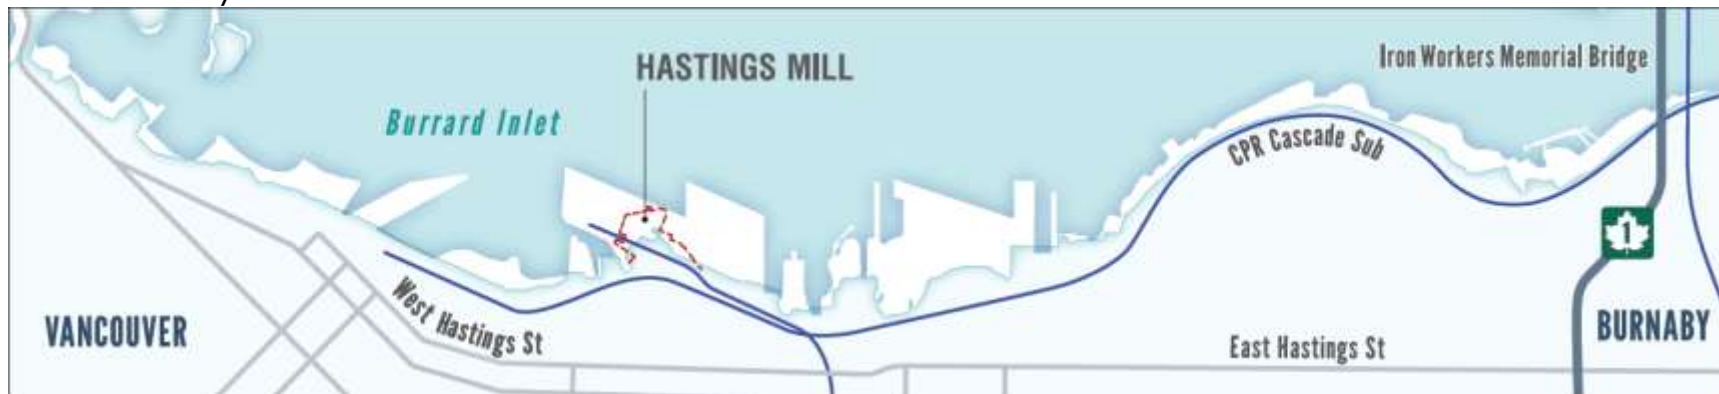 HASTINGS MILL
Iron Workers Memorial Bridge
Burrard Inlet
CPR Cascade Sub
1
VANCOUVER
West Hastings St
East Hastings St
BURNABY